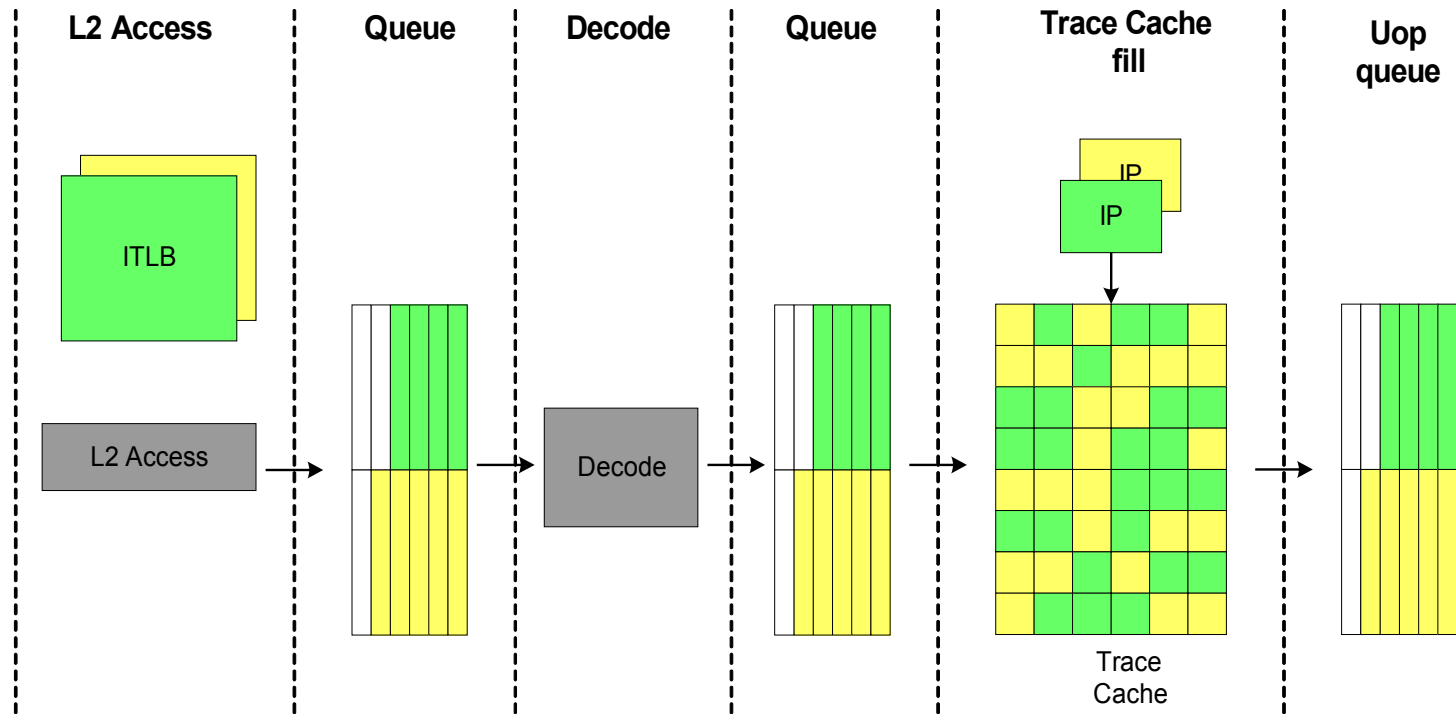 L2 Access
Queue
Decode
Queue
Trace Cache
fill
Uop
queue
ITLB
L2 Access
Decode
IP
IP
Trace
Cache